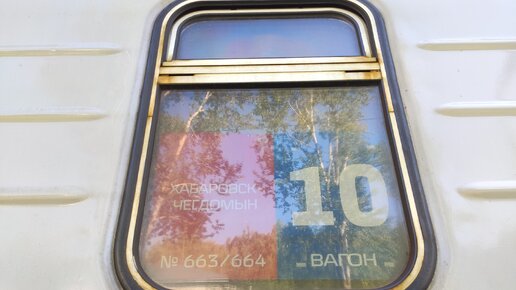 ХАБАРОВСК-
ЧЕГДОМЫН
10
№ 663/664
_ ВАГОН _